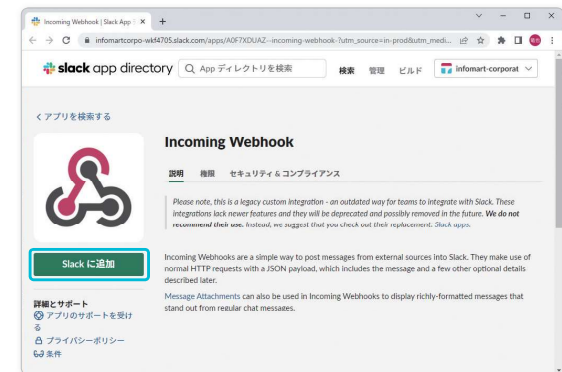 Incoming Webhook | Slack App
infomartcorpo-wkf4705.slack.com/apps/A0F7XDUAZ--incoming-webhook-?utm_source=in-prod&utm_medi...
slack app directory
App ディレクトリを検索
検索 管理 ビルド
infomart-corporat
< アプリを検索する
Incoming Webhook
説明 権限 セキュリティ & コンプライアンス
Please note, this is a legacy custom integration - an outdated way for teams to integrate with Slack. These
integrations lack newer features and they will be deprecated and possibly removed in the future. We do not
recommend their use. Instead, we suggest that you check out their replacement: Slack apps.
Slack に追加
Incoming Webhooks are a simple way to post messages from external sources into Slack. They make use of
normal HTTP requests with a JSON payload, which includes the message and a few other optional details
described later.
Message Attachments can also be used in Incoming Webhooks to display richly-formatted messages that
stand out from regular chat messages.
詳細とサポート
アプリのサポートを受け
る
プライバシーポリシー
条件